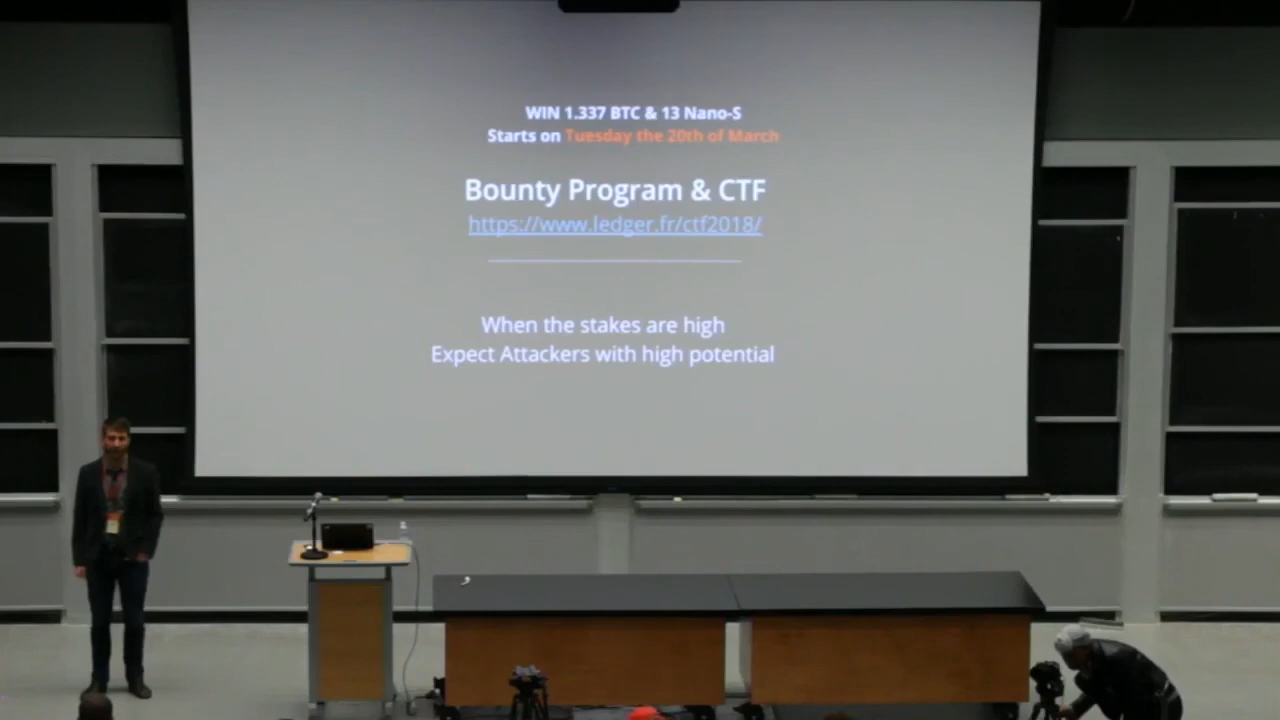 WIN 1.337 BTC & 13 Nano-S
Starts on Tuesday the 20th of March
Bounty Program & CTF
https://www.ledger.fr/ctf2018/
When the stakes are high
Expect Attackers with high potential